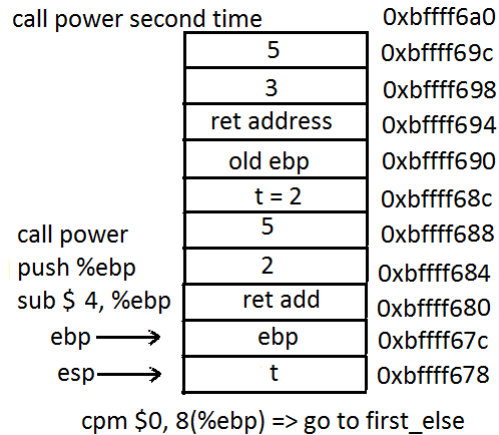 call power second time 0xbffff6a0
5 0xbffff69c
3 0xbffff698
ret address 0xbffff694
old ebp 0xbffff690
t = 2 0xbffff68c
5 0xbffff688
call power
push %ebp 2 0xbffff684
sub $ 4, %ebp ret add 0xbffff680
ebp ebp 0xbffff67c
esp t 0xbffff678
cpm $0, 8(%ebp) => go to first_else